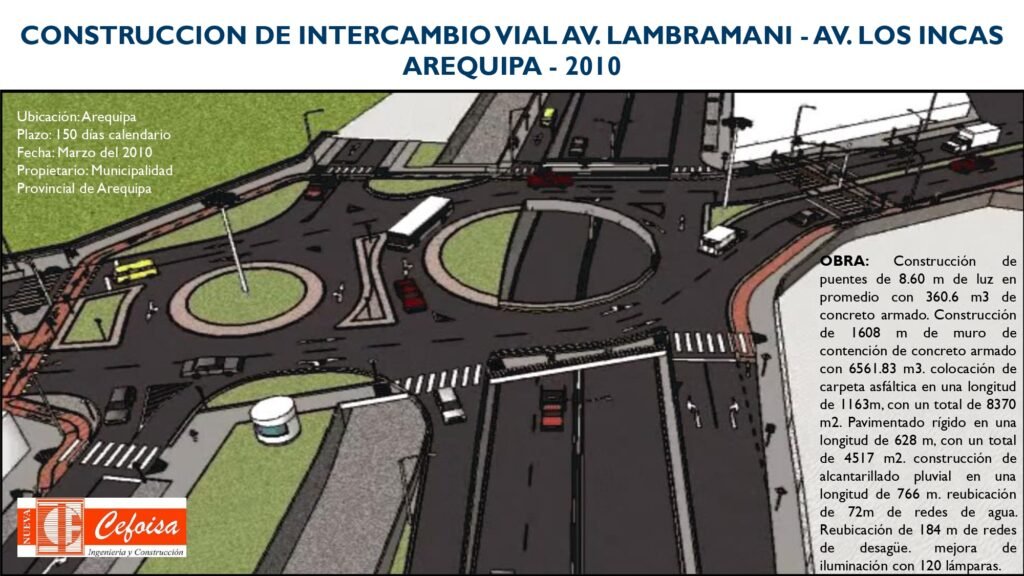 CONSTRUCCION DE INTERCAMBIO VIAL AV. LAMBRAMANI - AV. LOS INCAS
AREQUIPA - 2010
Ubicación: Arequipa
Plazo: 150 días calendario
Fecha: Marzo del 2010
Propietario: Municipalidad
Provincial de Arequipa
OBRA: Construcción de
puentes de 8.60 m de luz en
promedio con 360.6 m3 de
concreto armado. Construcción
de 1608 m de muro de
contención de concreto armado
con 6561.83 m3. colocación de
carpeta asfáltica en una longitud
de 1163m, con un total de 8370
m2. Pavimentado rígido en una
longitud de 628 m, con un total
de 4517 m2. construcción de
alcantarillado pluvial en una
longitud de 766 m. reubicación
de 72m de redes de agua.
Reubicación de 184 m de redes
de desagüe. mejora de
iluminación con 120 lámparas.
NUEVA
Cefoisa
Ingeniería y Construcción